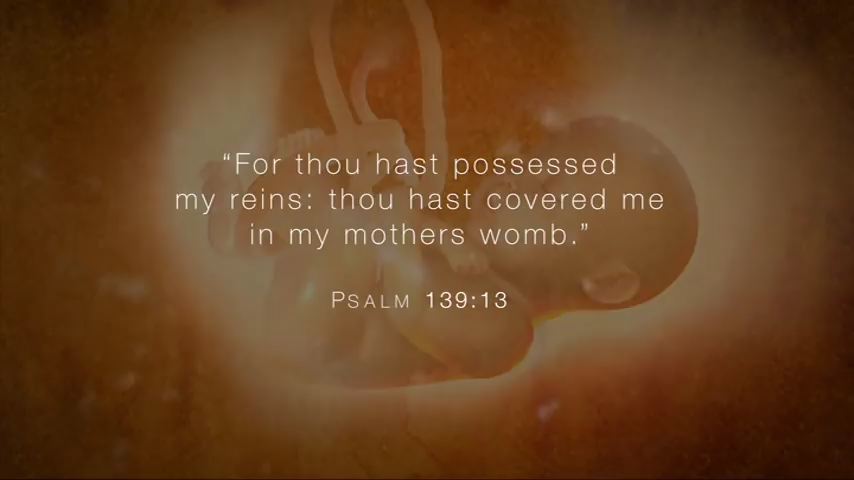 “For thou hast possessed
my reins: thou hast covered me
in my mothers womb.”
PSALM 139:13